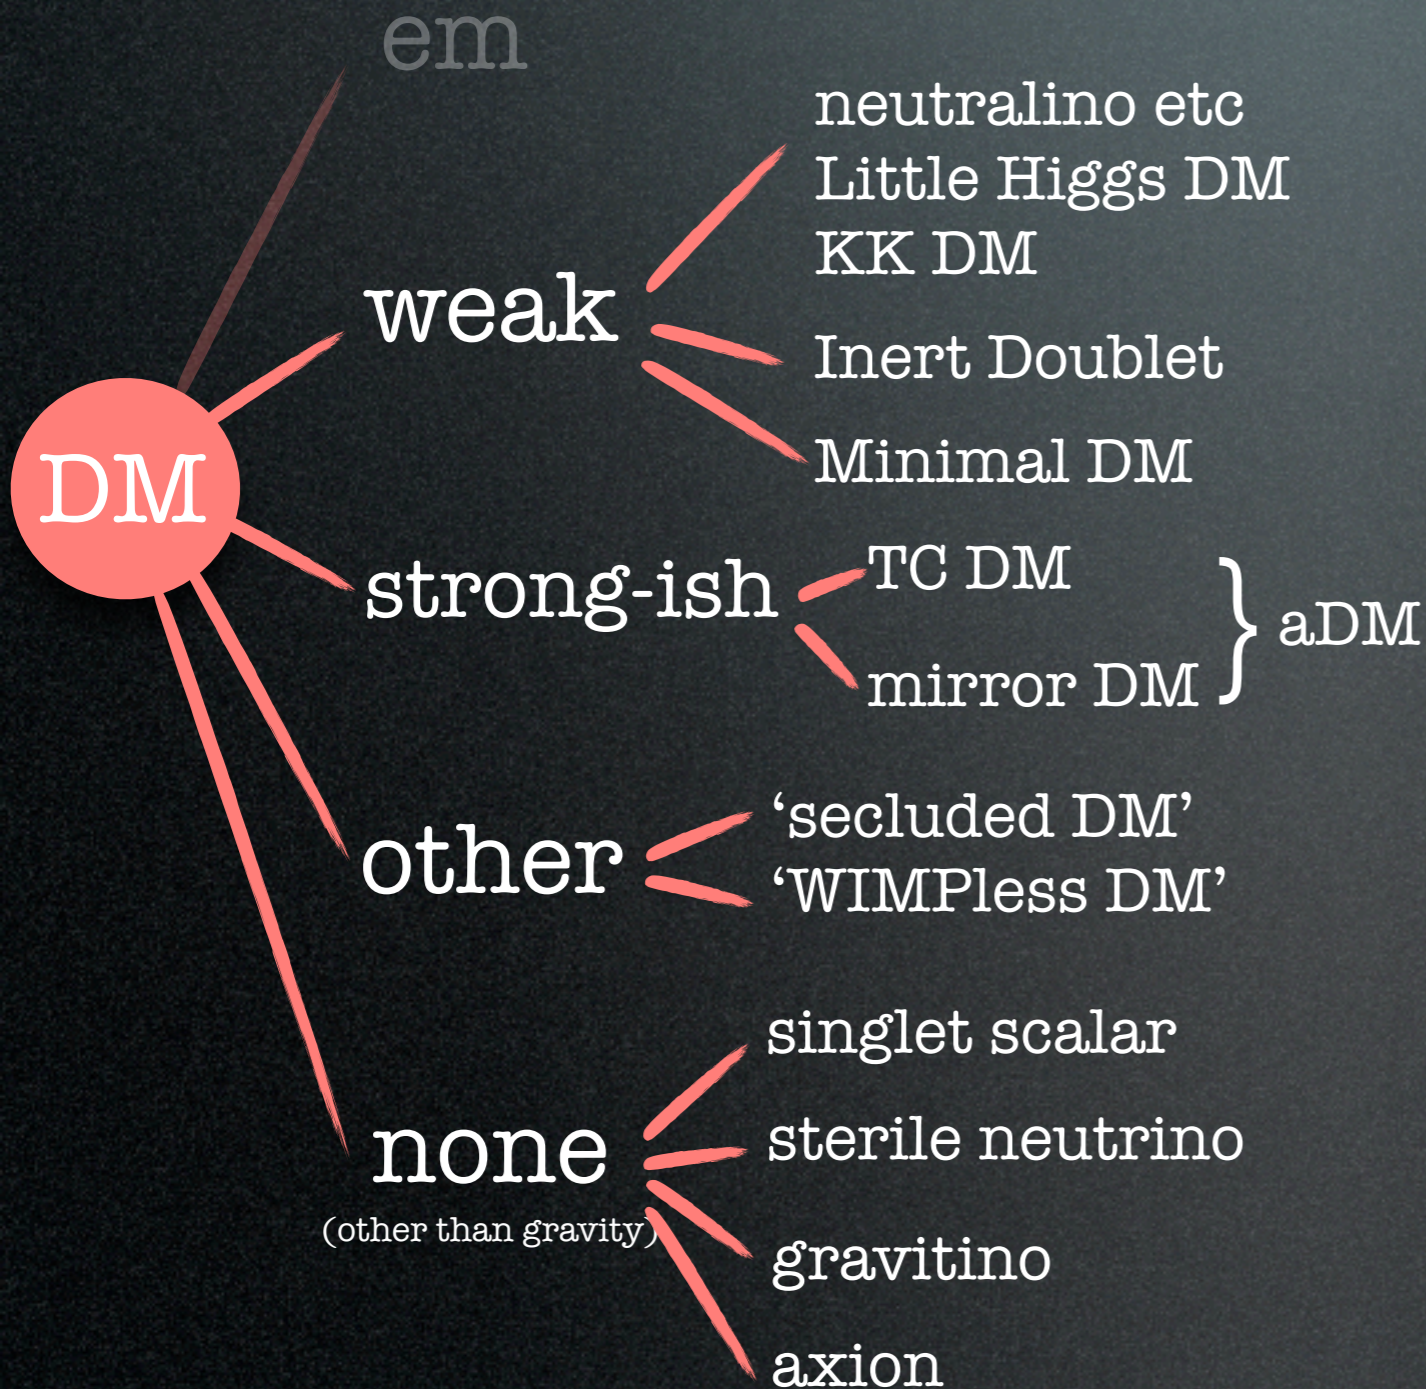 em
DM
weak
neutralino etc
Little Higgs DM
KK DM
Inert Doublet
Minimal DM
strong-ish
TC DM
mirror DM
} aDM
other
‘secluded DM’
‘WIMPless DM’
none
(other than gravity)
singlet scalar
sterile neutrino
gravitino
axion